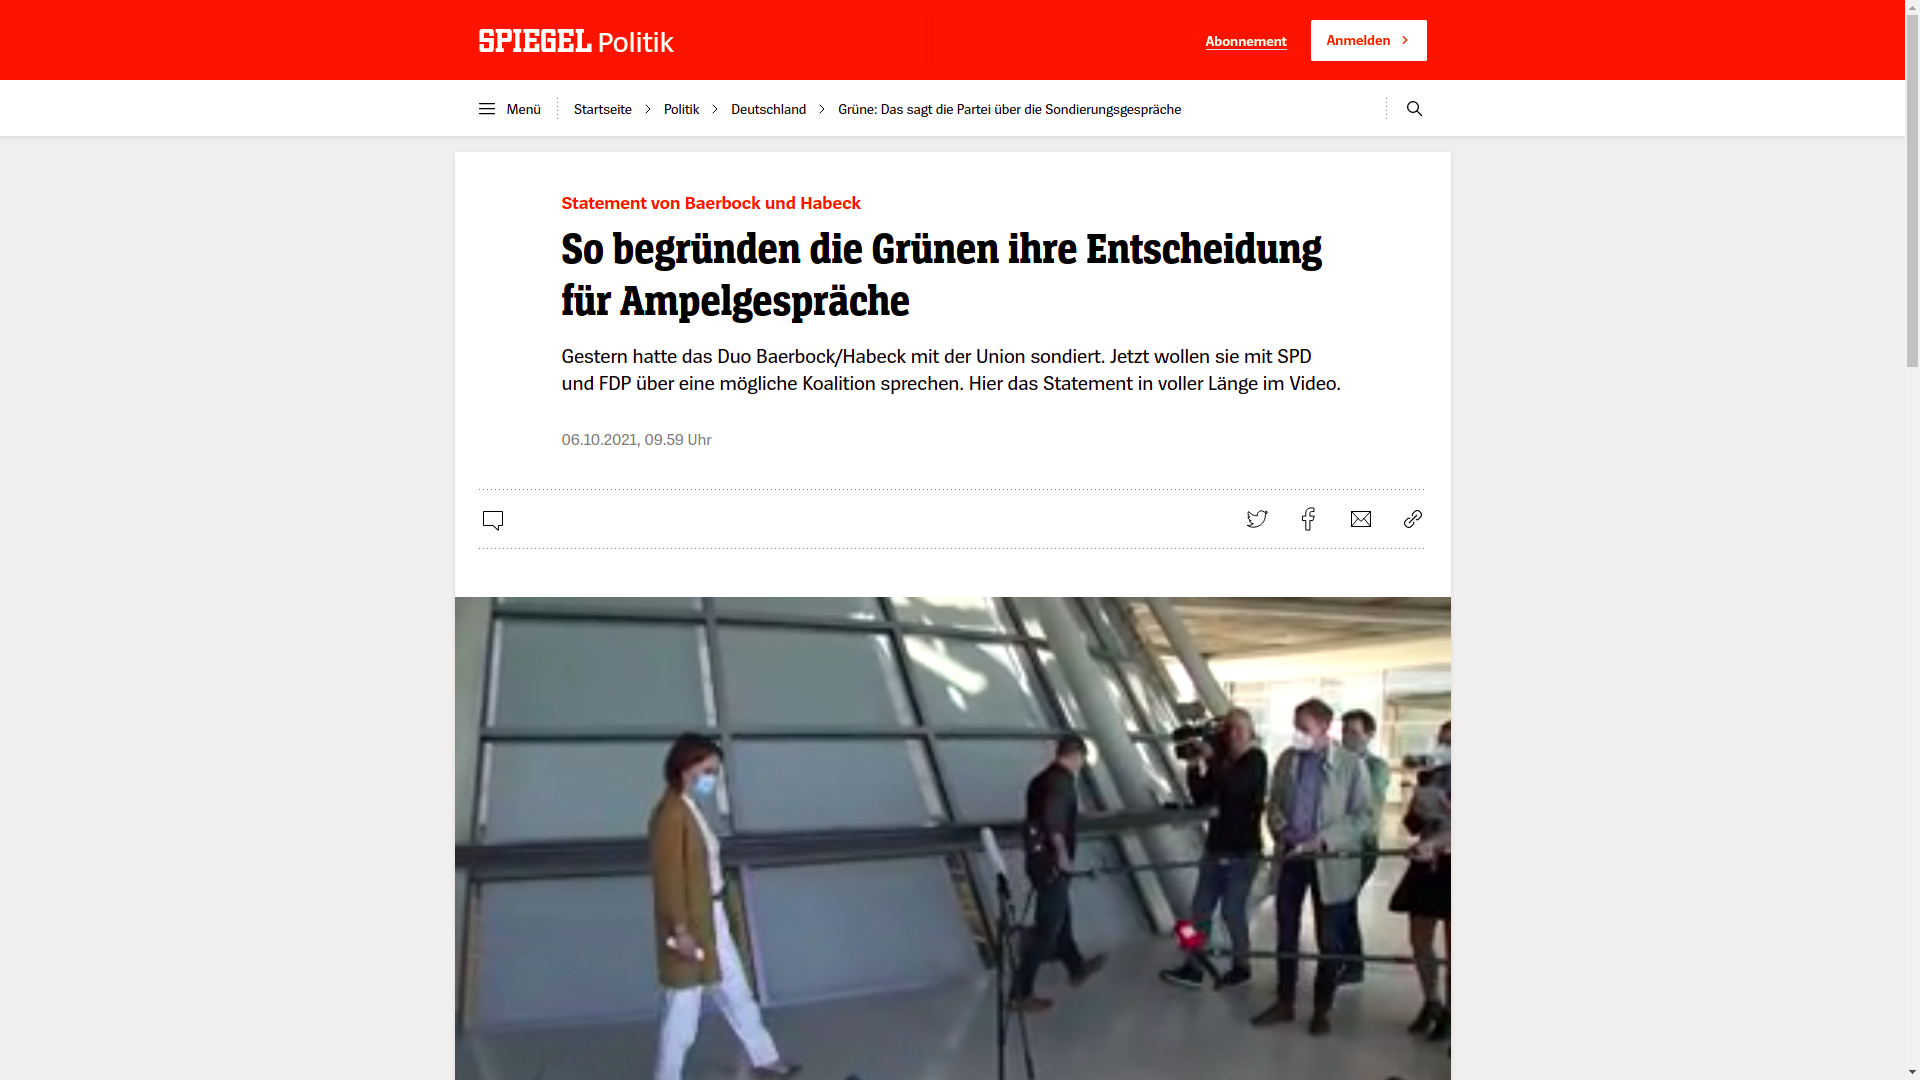 SPIEGEL Politik
Abonnement
Anmelden
Menü
Startseite
Politik
Deutschland
Grüne: Das sagt die Partei über die Sondierungsgespräche
Statement von Baerbock und Habeck
So begründen die Grünen ihre Entscheidung
für Ampelgespräche
Gestern hatte das Duo Baerbock/Habeck mit der Union sondiert. Jetzt wollen sie mit SPD
und FDP über eine mögliche Koalition sprechen. Hier das Statement in voller Länge im Video.
06.10.2021, 09.59 Uhr